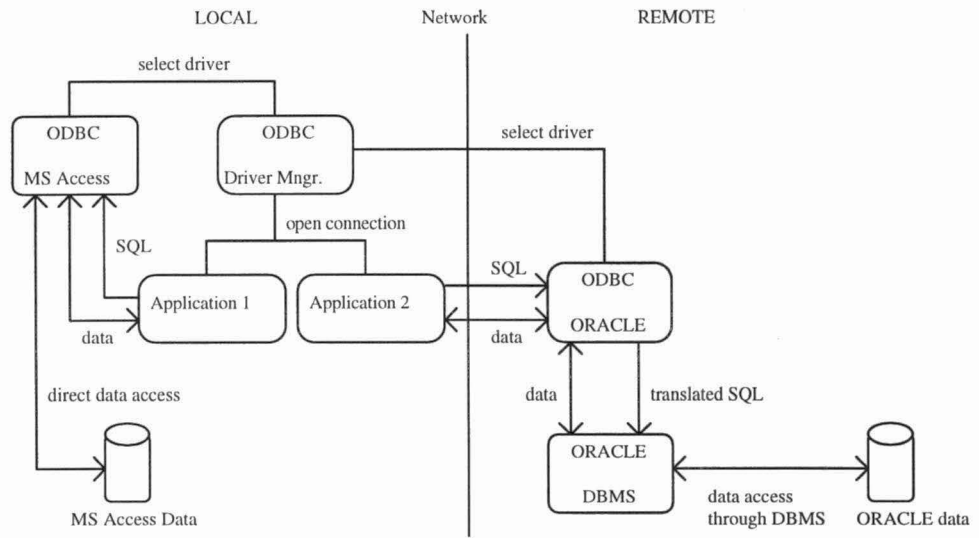 LOCAL
Network
REMOTE
select driver
ODBC
MS Access
ODBC
Driver Mngr.
select driver
open connection
SQL
Application 1
Application 2
data
SQL
data
ODBC
ORACLE
direct data access
data
translated SQL
MS Access Data
ORACLE
DBMS
data access
through DBMS
ORACLE data